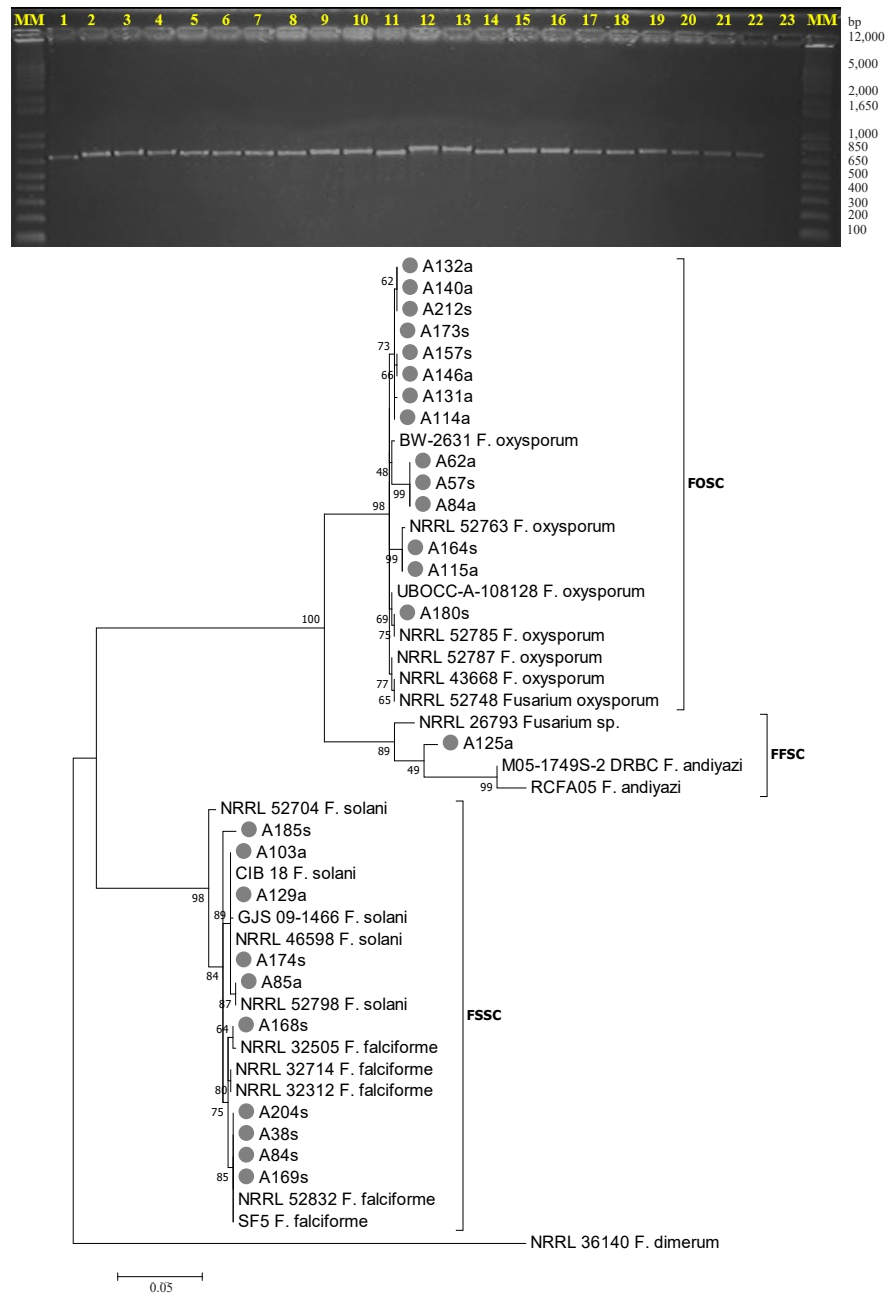 MM 1 2 3 4 5 6 7 8 9 10 11 12 13 14 15 16 17 18 19 20 21 22 23 MM
bp
12,000
5,000
2,000
1,650
1,000
850
650
500
400
300
200
100
A132a
62
A140a
A212s
A173s
73
A157s
66
A146a
A131a
A114a
BW-2631 F. oxysporum
A62a
48
A57s
FOSC
99
A84a
98
NRRL 52763 F. oxysporum
A164s
99
A115a
UBOCC-A-108128 F. oxysporum
A180s
69
100
75
NRRL 52785 F. oxysporum
NRRL 52787 F. oxysporum
77
NRRL 43668 F. oxysporum
65
NRRL 52748 Fusarium oxysporum
NRRL 26793 Fusarium sp.
A125a
89
FFSC
M05-1749S-2 DRBC F. andiyazi
49
99
RCFA05 F. andiyazi
NRRL 52704 F. solani
A185s
A103a
CIB 18 F. solani
98
A129a
89
GJS 09-1466 F. solani
NRRL 46598 F. solani
A174s
84
A85a
87
NRRL 52798 F. solani
FSSC
64
A168s
NRRL 32505 F. falciforme
NRRL 32714 F. falciforme
80
NRRL 32312 F. falciforme
75
A204s
A38s
A84s
85
A169s
NRRL 52832 F. falciforme
SF5 F. falciforme
NRRL 36140 F. dimerum
0.05